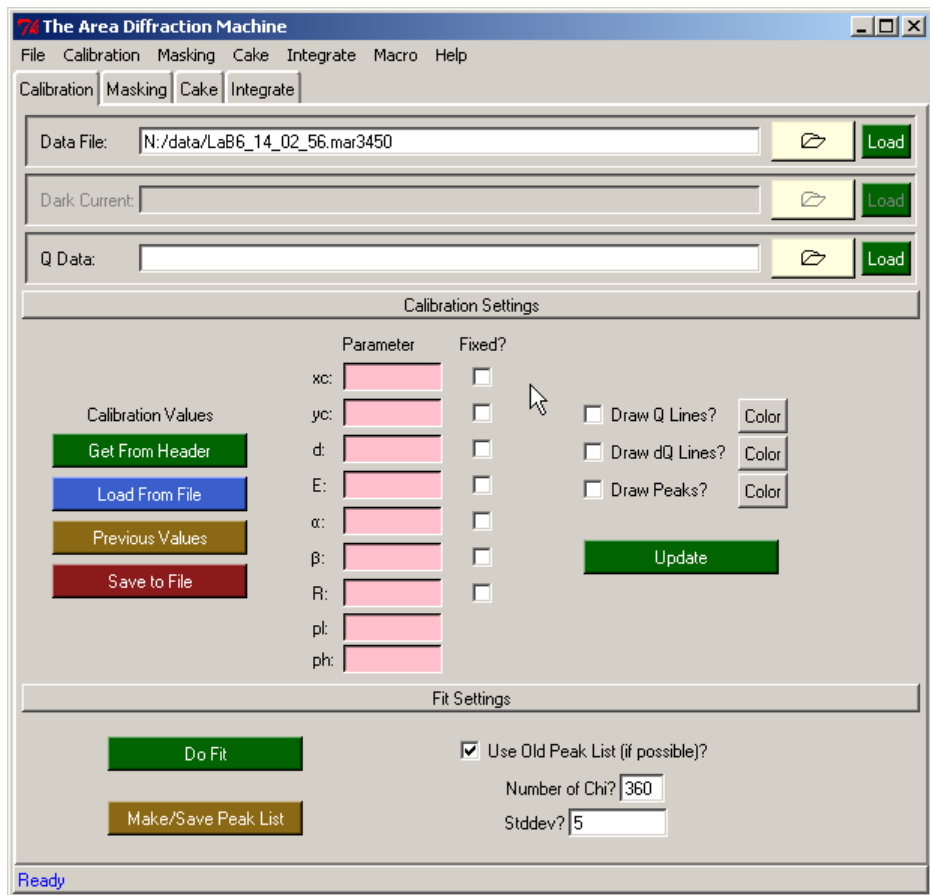 The Area Diffraction Machine
File Calibration Masking Cake Integrate Macro Help
Calibration Masking Cake Integrate
Data File: N:/data/LaB6_14_02_56.mar3450 Load
Dark Current: Load
Q Data: Load
Calibration Settings
Parameter Fixed?
xc:
Calibration Values yc: Draw Q Lines? Color
Get From Header d: Draw dQ Lines? Color
Load From File E: Draw Peaks? Color
α:
Previous Values
β: Update
Save to File R:
pl:
ph:
Fit Settings
Do Fit Use Old Peak List (if possible)?
Number of Chi? 360
Make/Save Peak List Stddev? 5
Ready